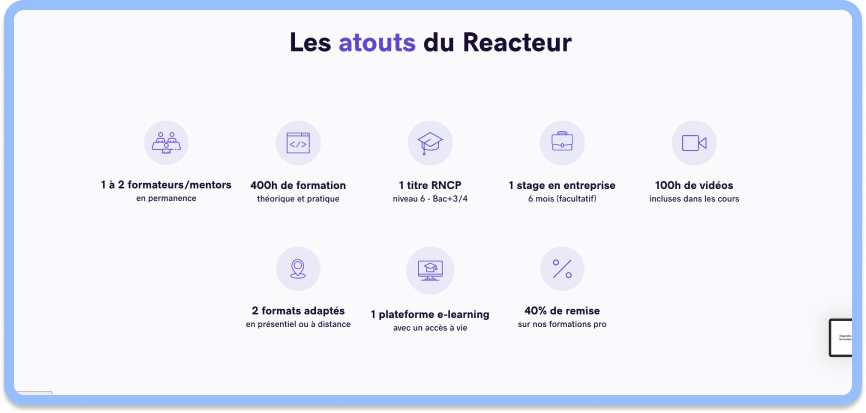 Les atouts du Reacteur
1 à 2 formateurs/mentors
en permanence
400h de formation
théorique et pratique
</>
1 titre RNCP
niveau 6 - Bac+3/4
1 stage en entreprise
6 mois (facultatif)
100h de vidéos
incluses dans les cours
2 formats adaptés
en présentiel ou à distance
1 plateforme e-learning
avec un accès à vie
40% de remise
sur nos formations pro